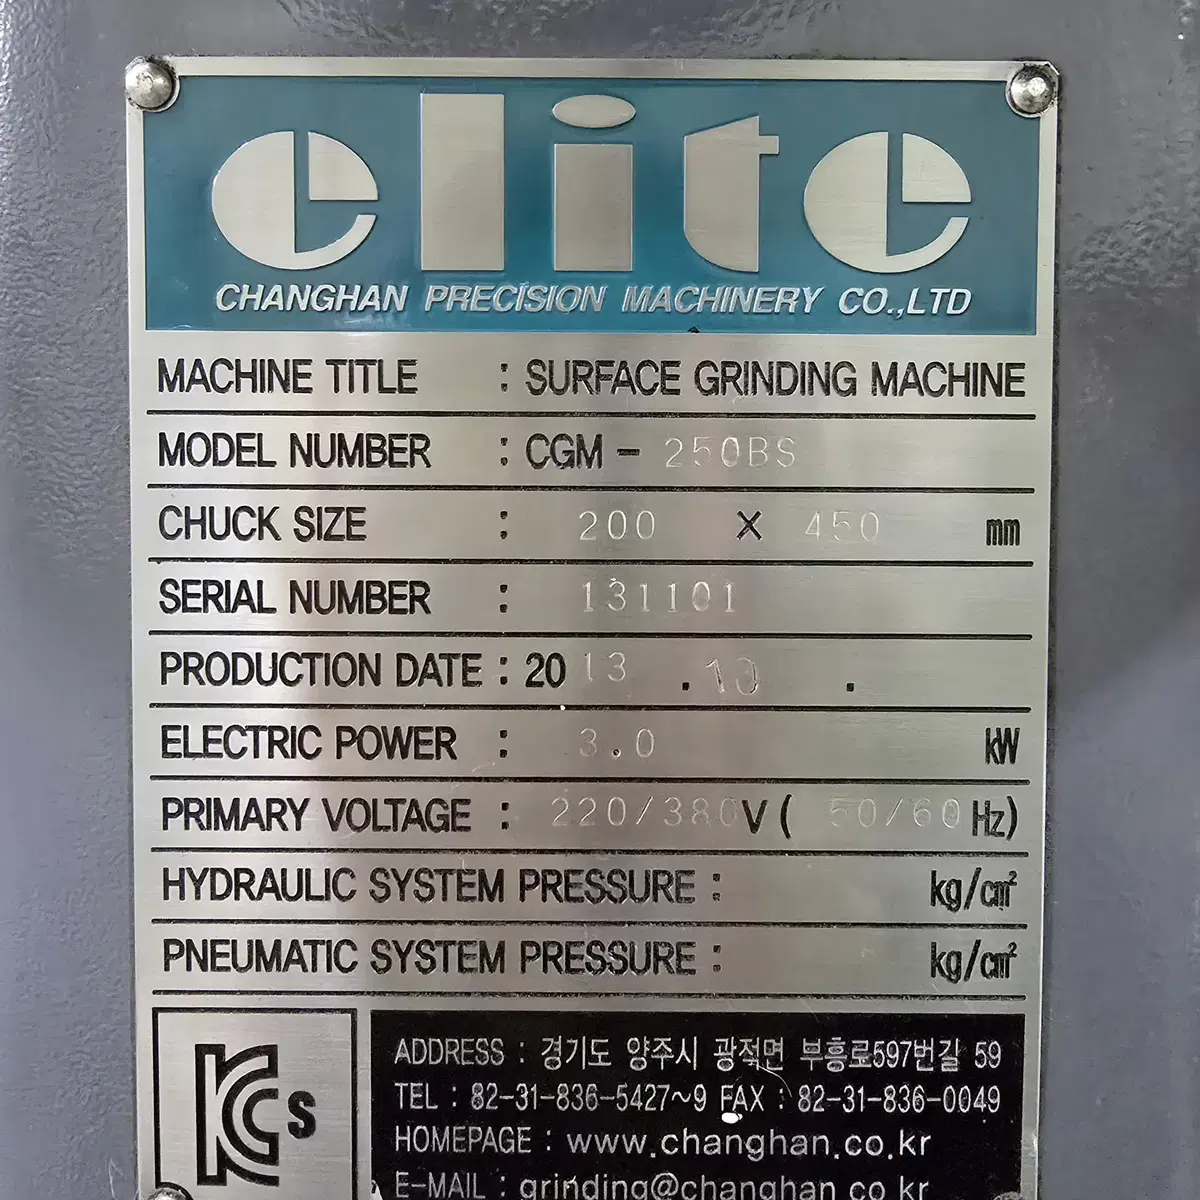 elite
CHANGHAN PRECISION MACHINERY CO.,LTD
MACHINE TITLE : SURFACE GRINDING MACHINE
MODEL NUMBER : CGM - 250BS
CHUCK SIZE : 200 X 450 mm
SERIAL NUMBER : 131101
PRODUCTION DATE : 2013 . 10 .
ELECTRIC POWER : 3.0 kW
PRIMARY VOLTAGE : 220/380V ( 50/60 Hz)
HYDRAULIC SYSTEM PRESSURE : kg/cm²
PNEUMATIC SYSTEM PRESSURE : kg/cm²
KCs
ADDRESS : 경기도 양주시 광적면 부흥로597번길 59
TEL : 82-31-836-5427~9 FAX : 82-31-836-0049
HOMEPAGE : www.changhan.co.kr
E-MAIL : grinding@changhan.co.kr